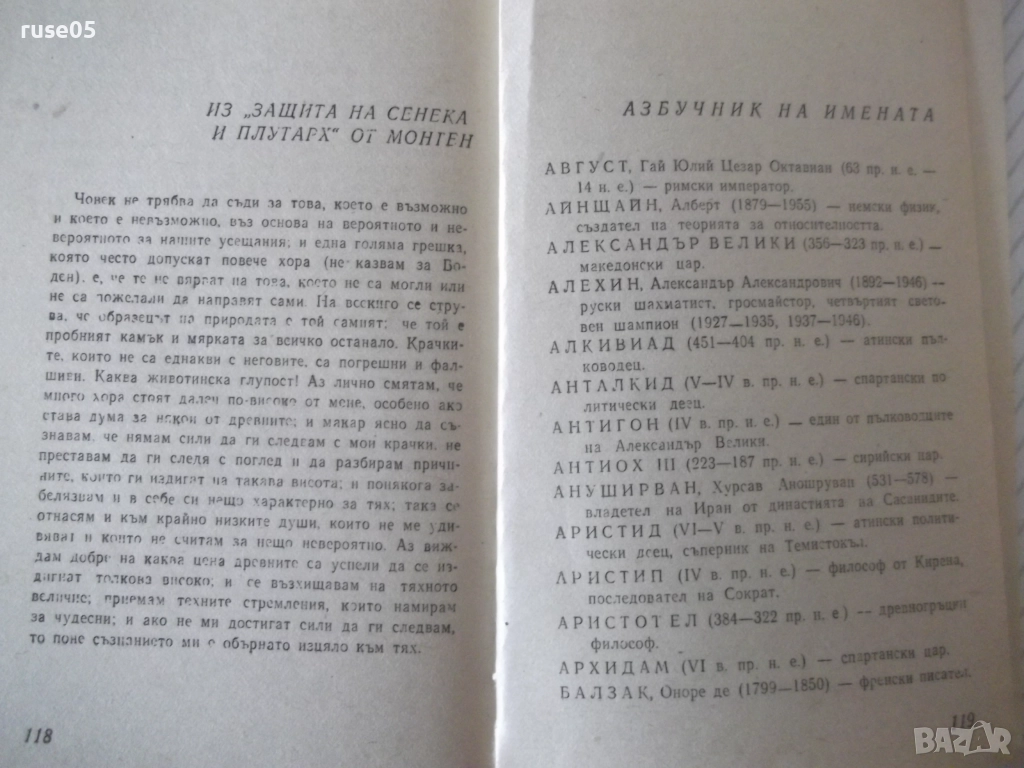 ruse05
ИЗ „ЗАЩИТА НА СЕНЕКА
И ПЛУТАРХ“ ОТ МОНТЕН
Човек не трябва да съди за това, което е възможно
и което е невъзможно, въз основа на вероятното и не-
вероятното за нашите усещания; и една голяма грешка,
която често допускат повече хора (не казвам за Бо-
ден), е, че те не вярват на това, което не са могли или
не са пожелали да направят сами. На всекиго се стру-
ва, че образецът на природата е той самият; че той е
пробният камък и мярката за всичко останало. Крачки-
те, които не са еднакви с неговите, са погрешни и фал-
шиви. Каква животинска глупост! Аз лично смятам, че
много хора стоят далеч по-високо от мене, особено ако
става дума за някои от древните; и макар ясно да съ-
знавам, че нямам сили да ги следвам с мои крачки, не
преставам да ги следя с поглед и да разбирам причи-
ните, които ги издигат на такава висота; и понякога за-
белязвам и в себе си нещо характерно за тях; така се
отнасям и към крайно низките души, които не ме уди-
вяват и които не считам за нещо невероятно. Аз виж-
дам добре на каква цена древните са успели да се из-
дигнат толкова високо; и се възхищавам на тяхното
величие; приемам техните стремления, които намирам
за чудесни; и ако не ми достигат сили да ги следвам,
то поне съзнанието ми е обърнато изцяло към тях.
118
АЗБУЧНИК НА ИМЕНАТА
АВГУСТ, Гай Юлий Цезар Октавиан (63 пр. н. е. —
14 н. е.) — римски император.
АЙНЩАЙН, Алберт (1879—1955) — немски физик,
създател на теорията за относителността.
АЛЕКСАНДЪР ВЕЛИКИ (356—323 пр. н. е.) —
македонски цар.
АЛЕХИН, Александър Александрович (1892—1946) —
руски шахматист, гросмайстор, четвъртият свето-
вен шампион (1927—1935, 1937—1946).
АЛКИВИАД (451—404 пр. н. е.) — атински пъл-
ководец.
АНТАЛКИД (V—IV в. пр. н. е.) — спартански по-
литически деец.
АНТИГОН (IV в. пр. н. е.) — един от пълководците
на Александър Велики.
АНТИОХ III (223—187 пр. н. е.) — сирийски цар.
АНУШИРВАН, Хурсав Аноширван (531—578) —
владетел на Иран от династията на Сасанидите.
АРИСТИД (VI—V в. пр. н. е.) — атински полити-
чески деец, съперник на Темистокъл.
АРИСТИП (IV в. пр. н. е.) — философ от Кирена,
последовател на Сократ.
АРИСТОТЕЛ (384—322 пр. н. е.) — древногръцки
философ.
АРХИДАМ (VI в. пр. н. е.) — спартански цар.
БАЛЗАК, Оноре де (1799—1850) — френски писател.
119
BAZAR